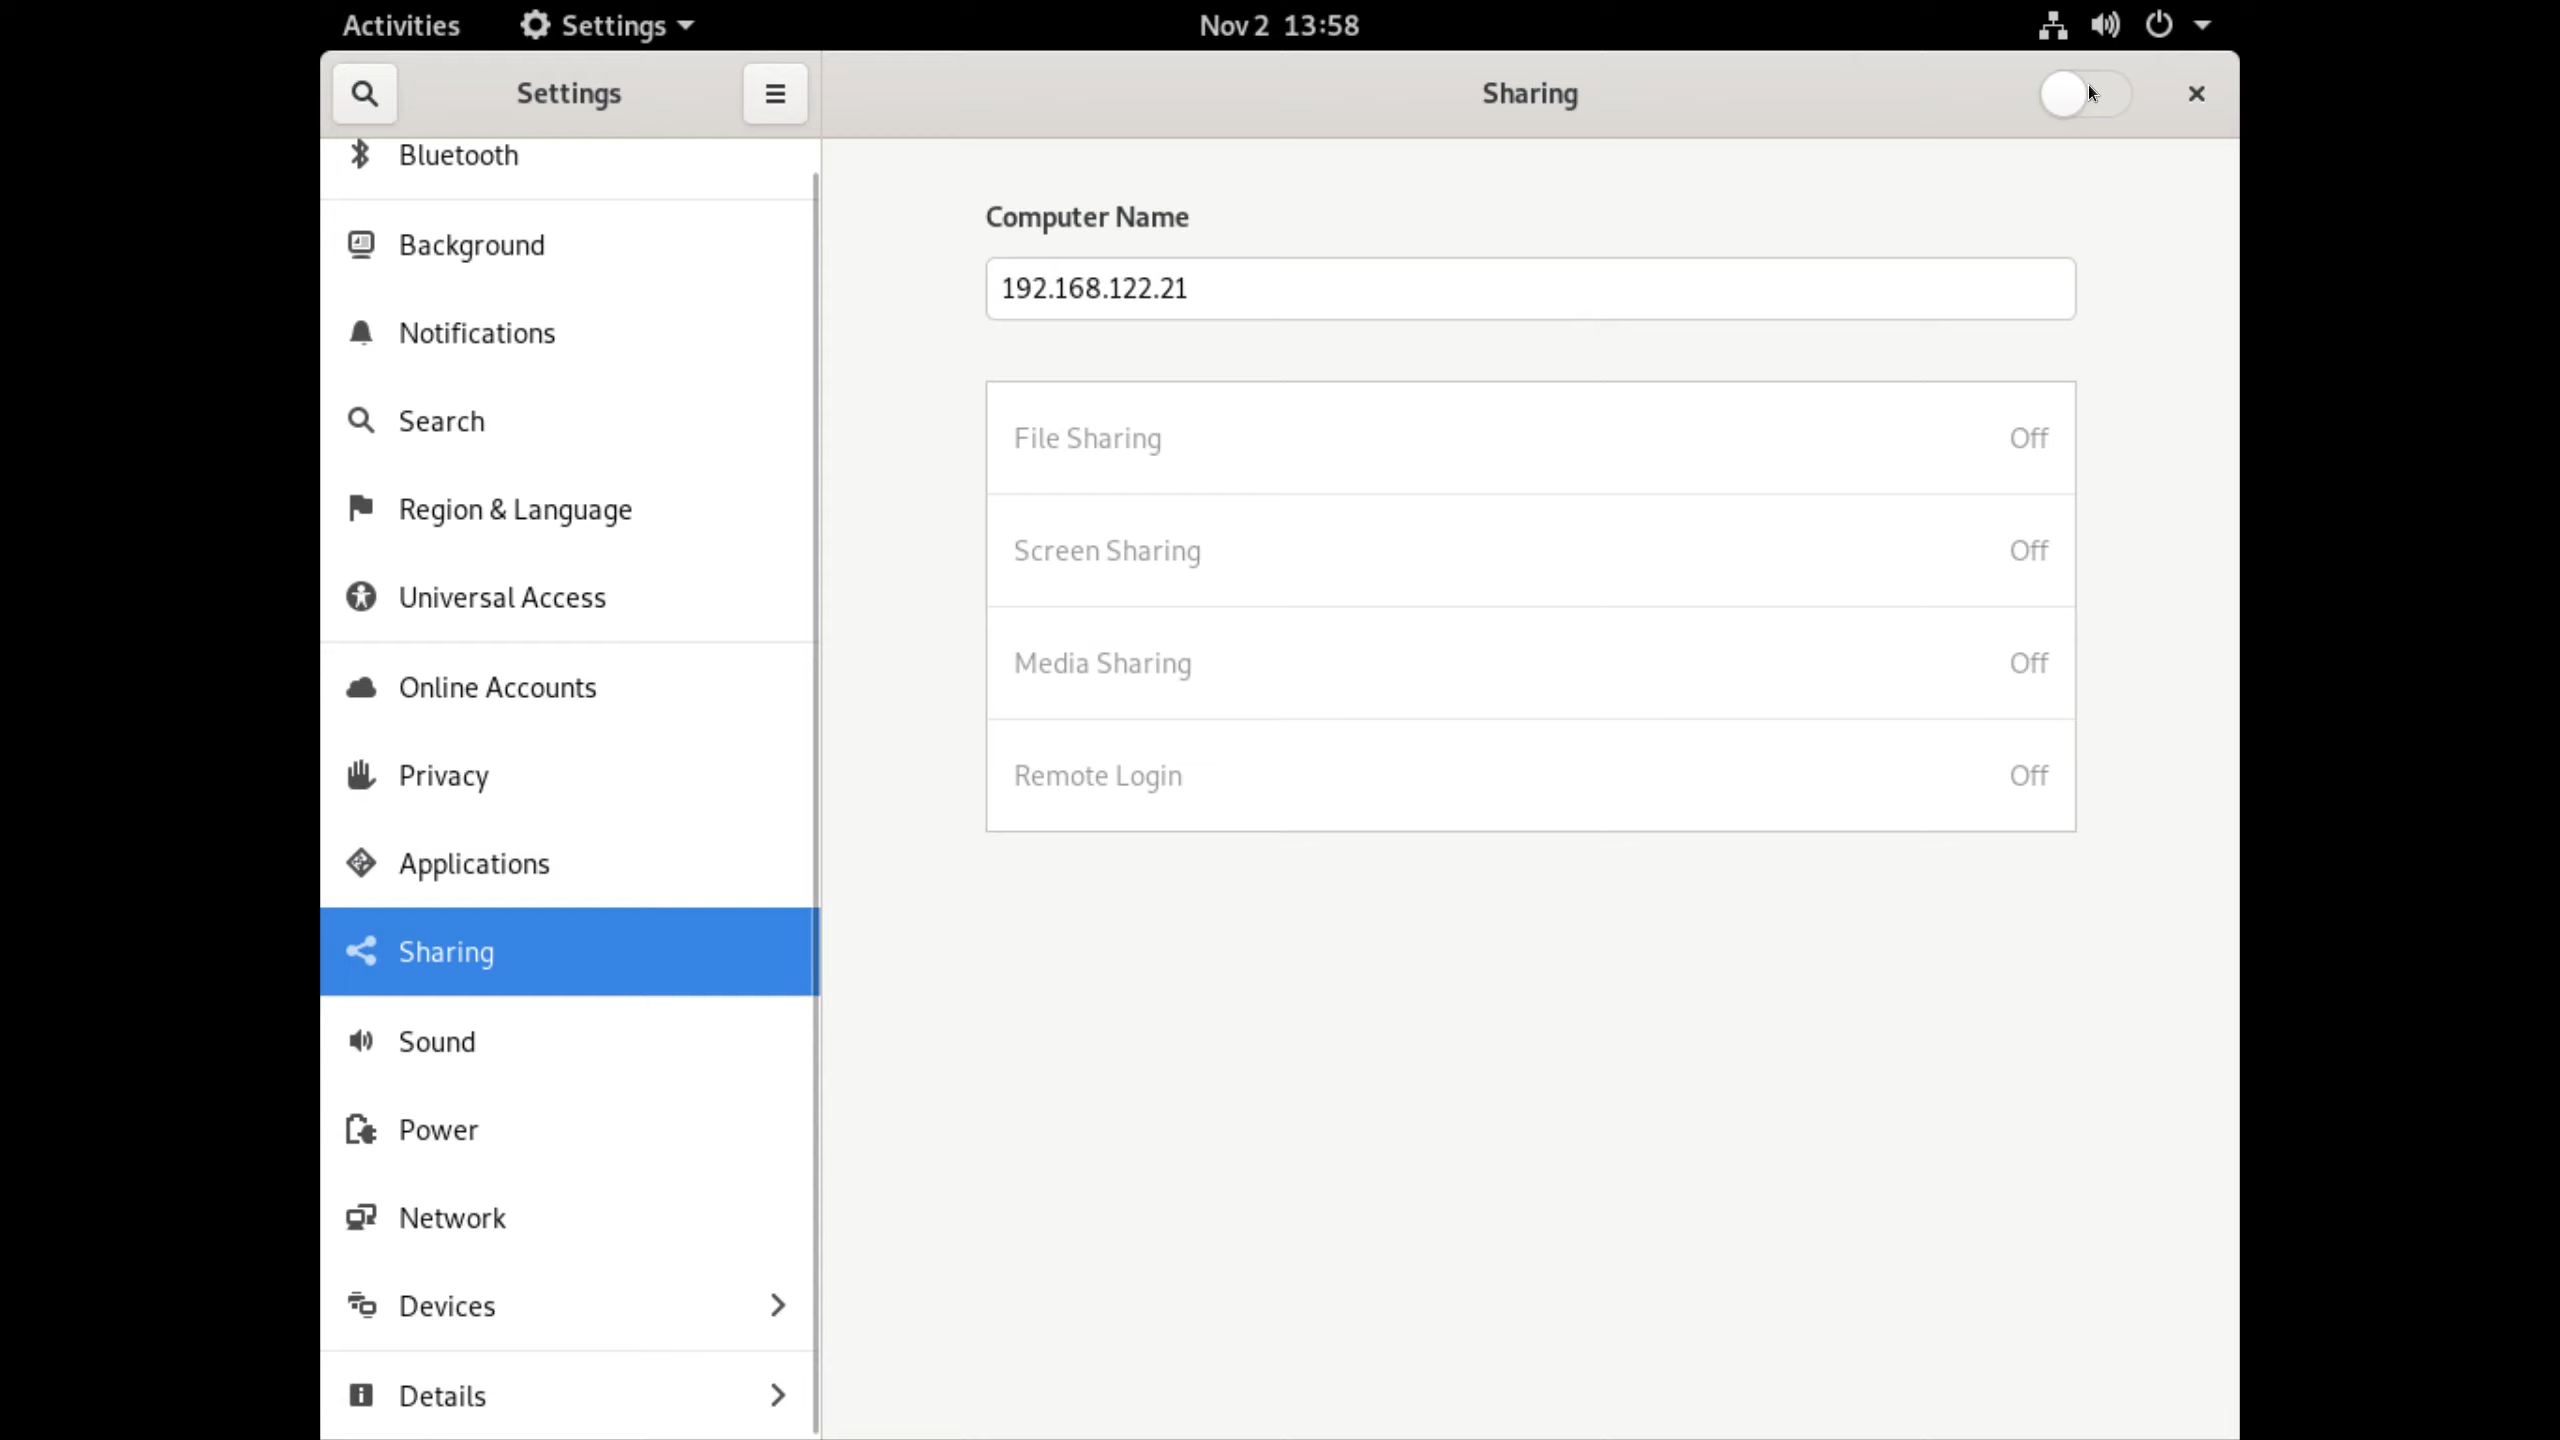 Activities
Settings
Nov 2 13:58
Settings
Sharing
Bluetooth
Background
Notifications
Search
Region & Language
Universal Access
Online Accounts
Privacy
Applications
Sharing
Sound
Power
Network
Devices
Details
Computer Name
192.168.122.21
File Sharing Off
Screen Sharing Off
Media Sharing Off
Remote Login Off